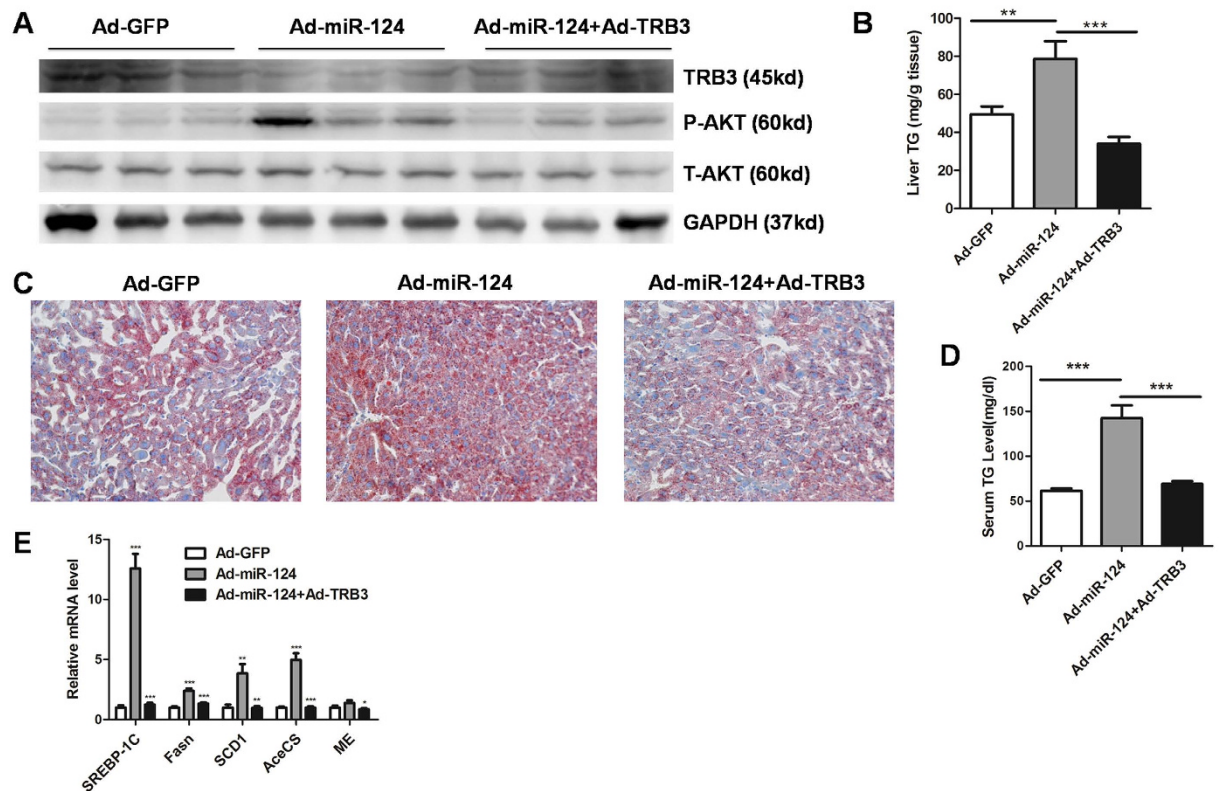 A
Ad-GFP Ad-miR-124 Ad-miR-124+Ad-TRB3
TRB3 (45kd)
P-AKT (60kd)
T-AKT (60kd)
GAPDH (37kd)
B
** ***
Liver TG (mg/g tissue)
100
80
60
40
20
0
Ad-GFP
Ad-miR-124
Ad-miR-124+Ad-TRB3
C
Ad-GFP Ad-miR-124 Ad-miR-124+Ad-TRB3
D
*** ***
Serum TG Level(mg/dl)
200
150
100
50
0
Ad-GFP
Ad-miR-124
Ad-miR-124+Ad-TRB3
E
Relative mRNA level
15
10
5
0
Ad-GFP
Ad-miR-124
Ad-miR-124+Ad-TRB3
*** *** *** *** ** ** *** *** *
SREBP-1C
Fasn
SCD1
AceCS
ME